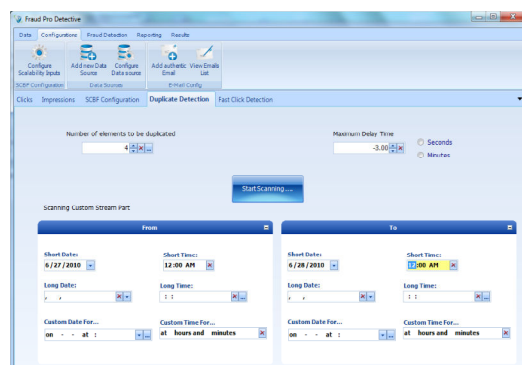 Fraud Pro Detective
Data Configurations Fraud Detection Reporting Results
Configure Scalability Inputs
Add new Data Source
Configure Data source
Add authentic Email
View Emails List
SCBF Configuration Data Sources E-Mail Config
Clicks Impressions SCBF Configuration Duplicate Detection Fast Click Detection
Number of elements to be duplicated
Maximum Delay Time
4 ...
-3.00
Seconds
Minutes
Start Scanning ....
Scanning Custom Stream Part
From
To
Short Date: Short Time:
6/27/2010 12:00 AM
Long Date: Long Time:
, , : : ...
Custom Date For... Custom Time For...
on - - at : ... at hours and minutes
Short Date: Short Time:
6/28/2010 12:00 AM
Long Date: Long Time:
, , : : ...
Custom Date For... Custom Time For...
on - - at : ... at hours and minutes